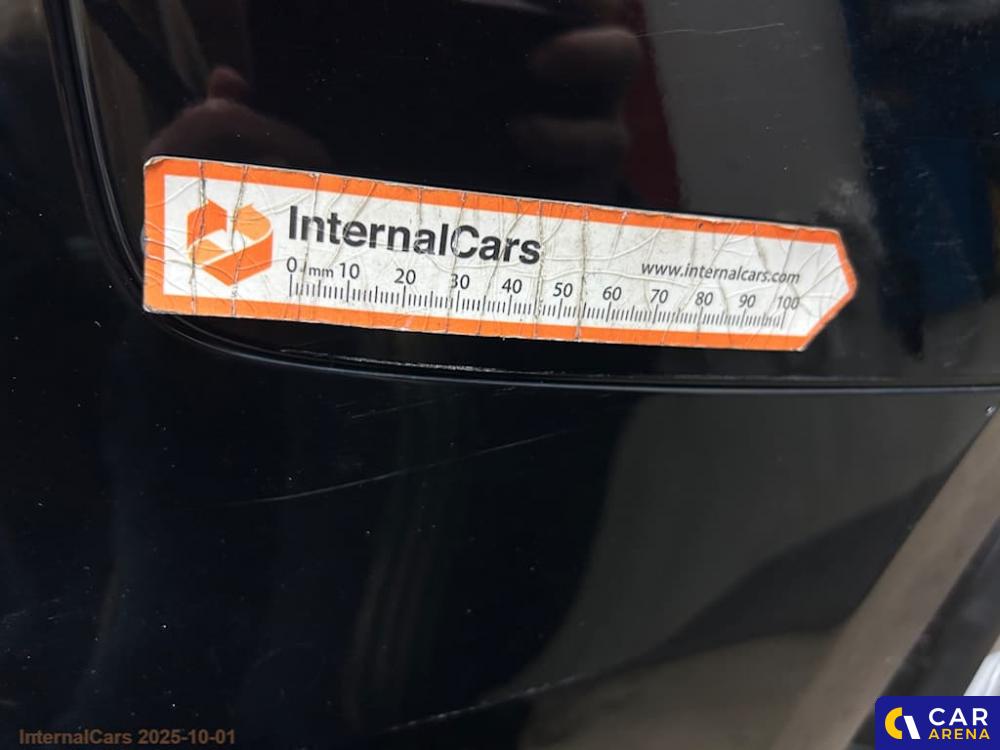 InternalCars
www.internalcars.com
0 mm 10 20 30 40 50 60 70 80 90 100
InternalCars 2025-10-01
CAR
ARENA